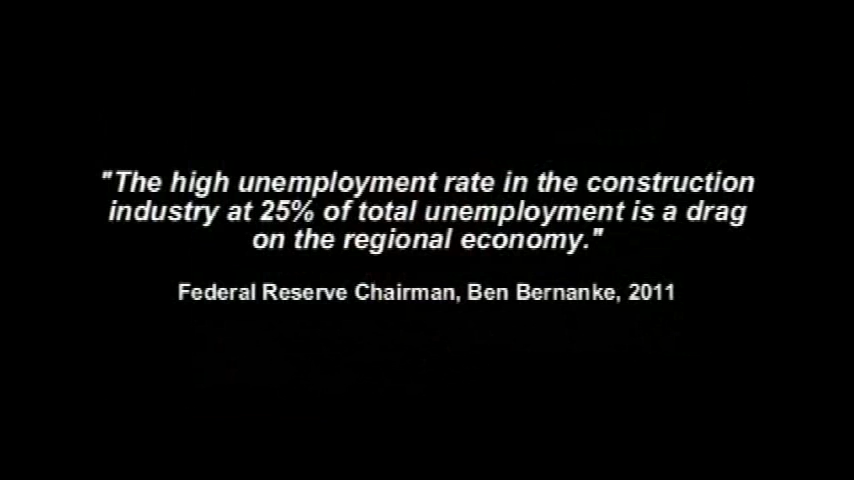 "The high unemployment rate in the construction
industry at 25% of total unemployment is a drag
on the regional economy."
Federal Reserve Chairman, Ben Bernanke, 2011